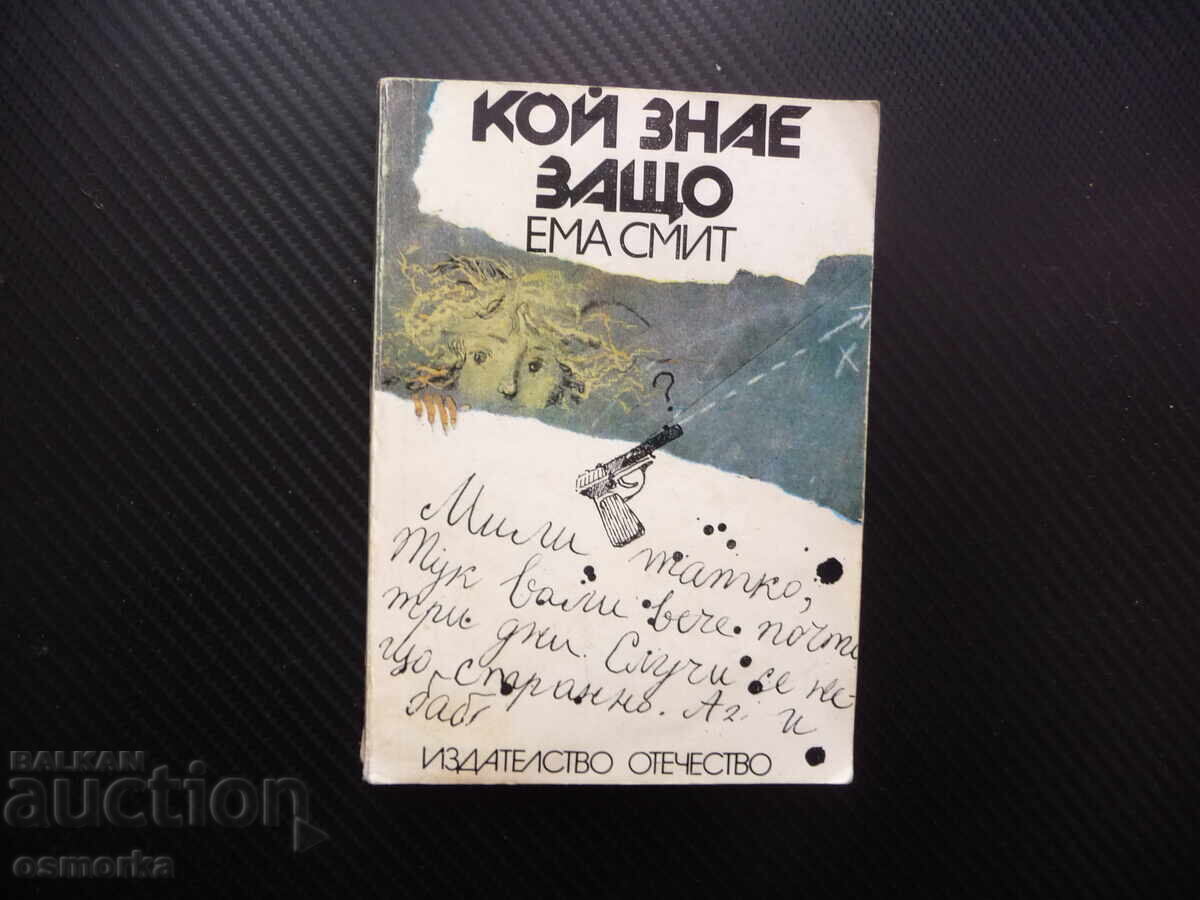 КОЙ ЗНАЕ
ЗАЩО
ЕМА СМИТ
?
X
Мили татко,
Тук вали вече почти
три дни. Случи се не-
що странно. Аз и
баб
ИЗДАТЕЛСТВО ОТЕЧЕСТВО
BALKAN
auction
osmorka